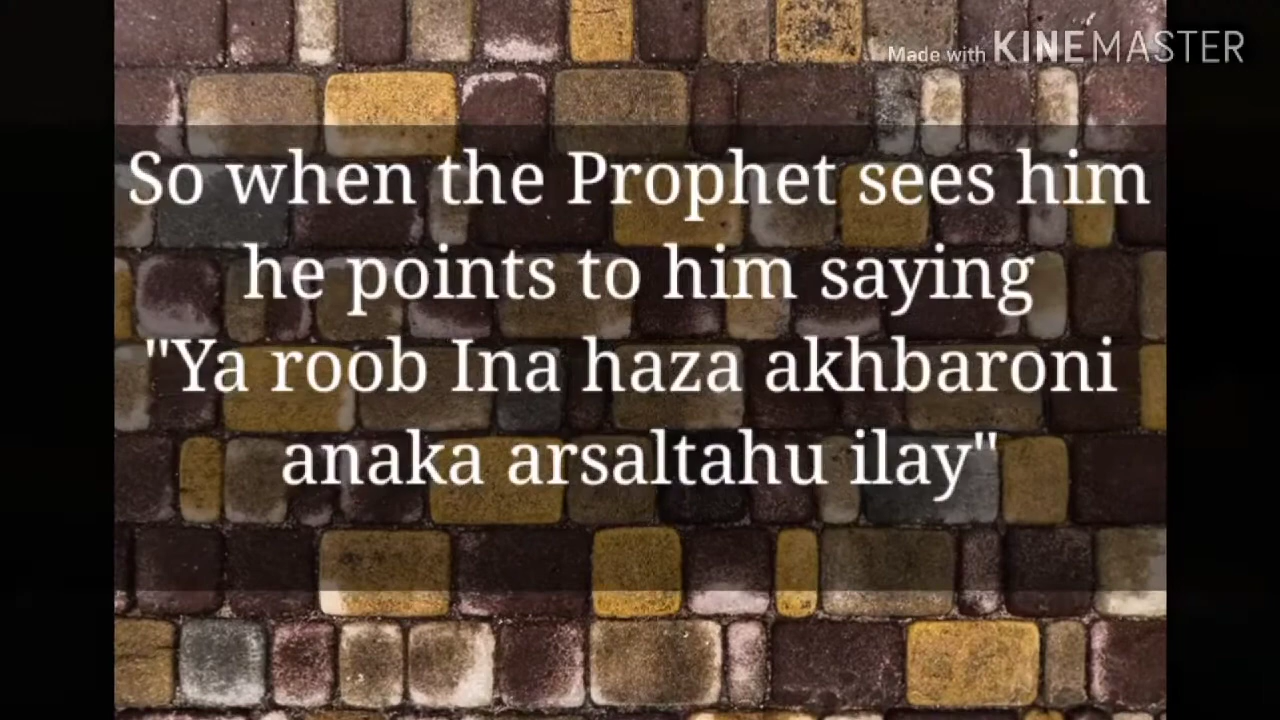 Made with KINEMASTER
So when the Prophet sees him
he points to him saying
"Ya roob Ina haza akhbaroni
anaka arsaltahu ilay"